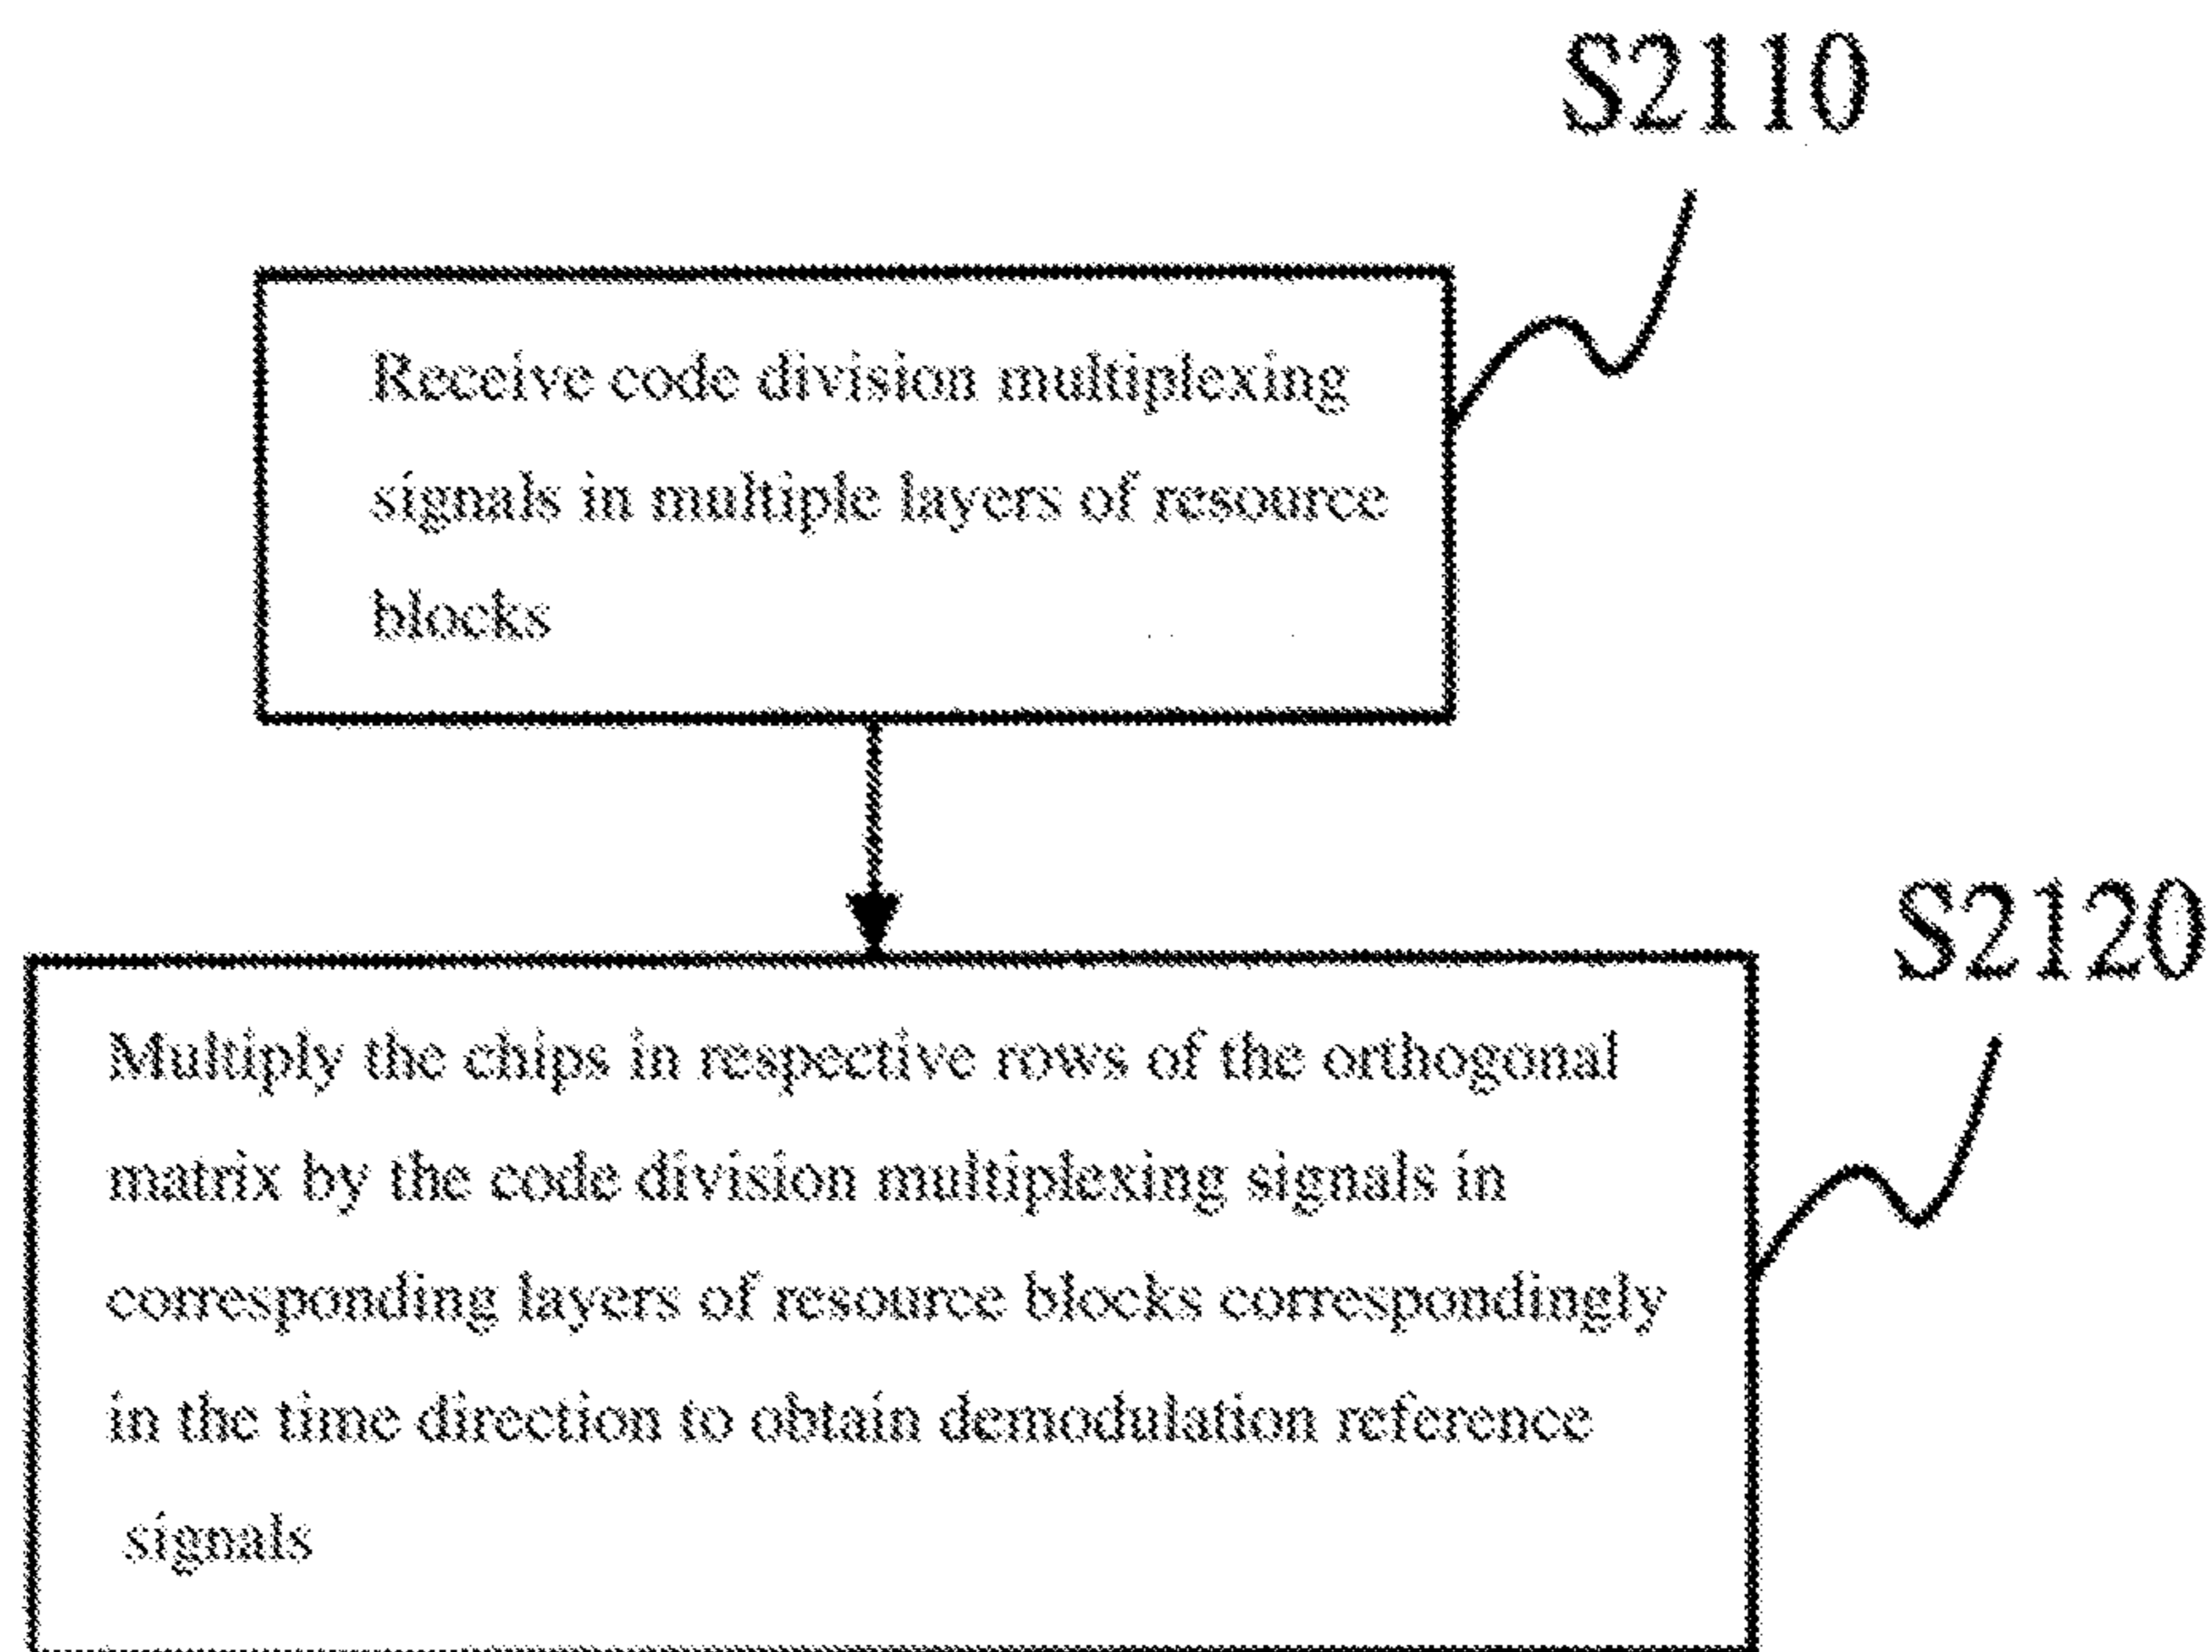 S2110
Receive code division multiplexing
signals in multiple layers of resource
blocks
S2120
Multiply the chips in respective rows of the orthogonal
matrix by the code division multiplexing signals in
corresponding layers of resource blocks correspondingly
in the time direction to obtain demodulation reference
signals